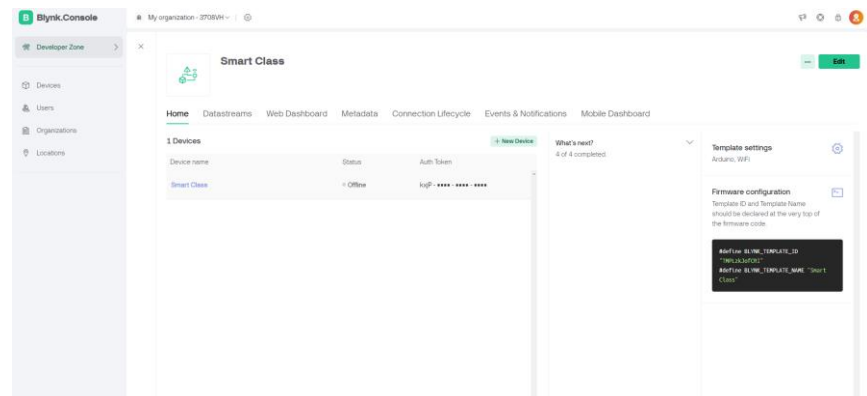 B Blynk.Console
My organization - 3708VH
Developer Zone
Devices
Users
Organizations
Locations
Smart Class
Edit
Home Datastreams Web Dashboard Metadata Connection Lifecycle Events & Notifications Mobile Dashboard
1 Devices
+ New Device
Device name Status Auth Token
Smart Class Offline
What's next?
4 of 4 completed
Template settings
Arduino, WiFi
Firmware configuration
Template ID and Template Name
should be declared at the very top of
the firmware code.
#define BLYNK_TEMPLATE_ID
#define BLYNK_TEMPLATE_NAME "Smart
Class"